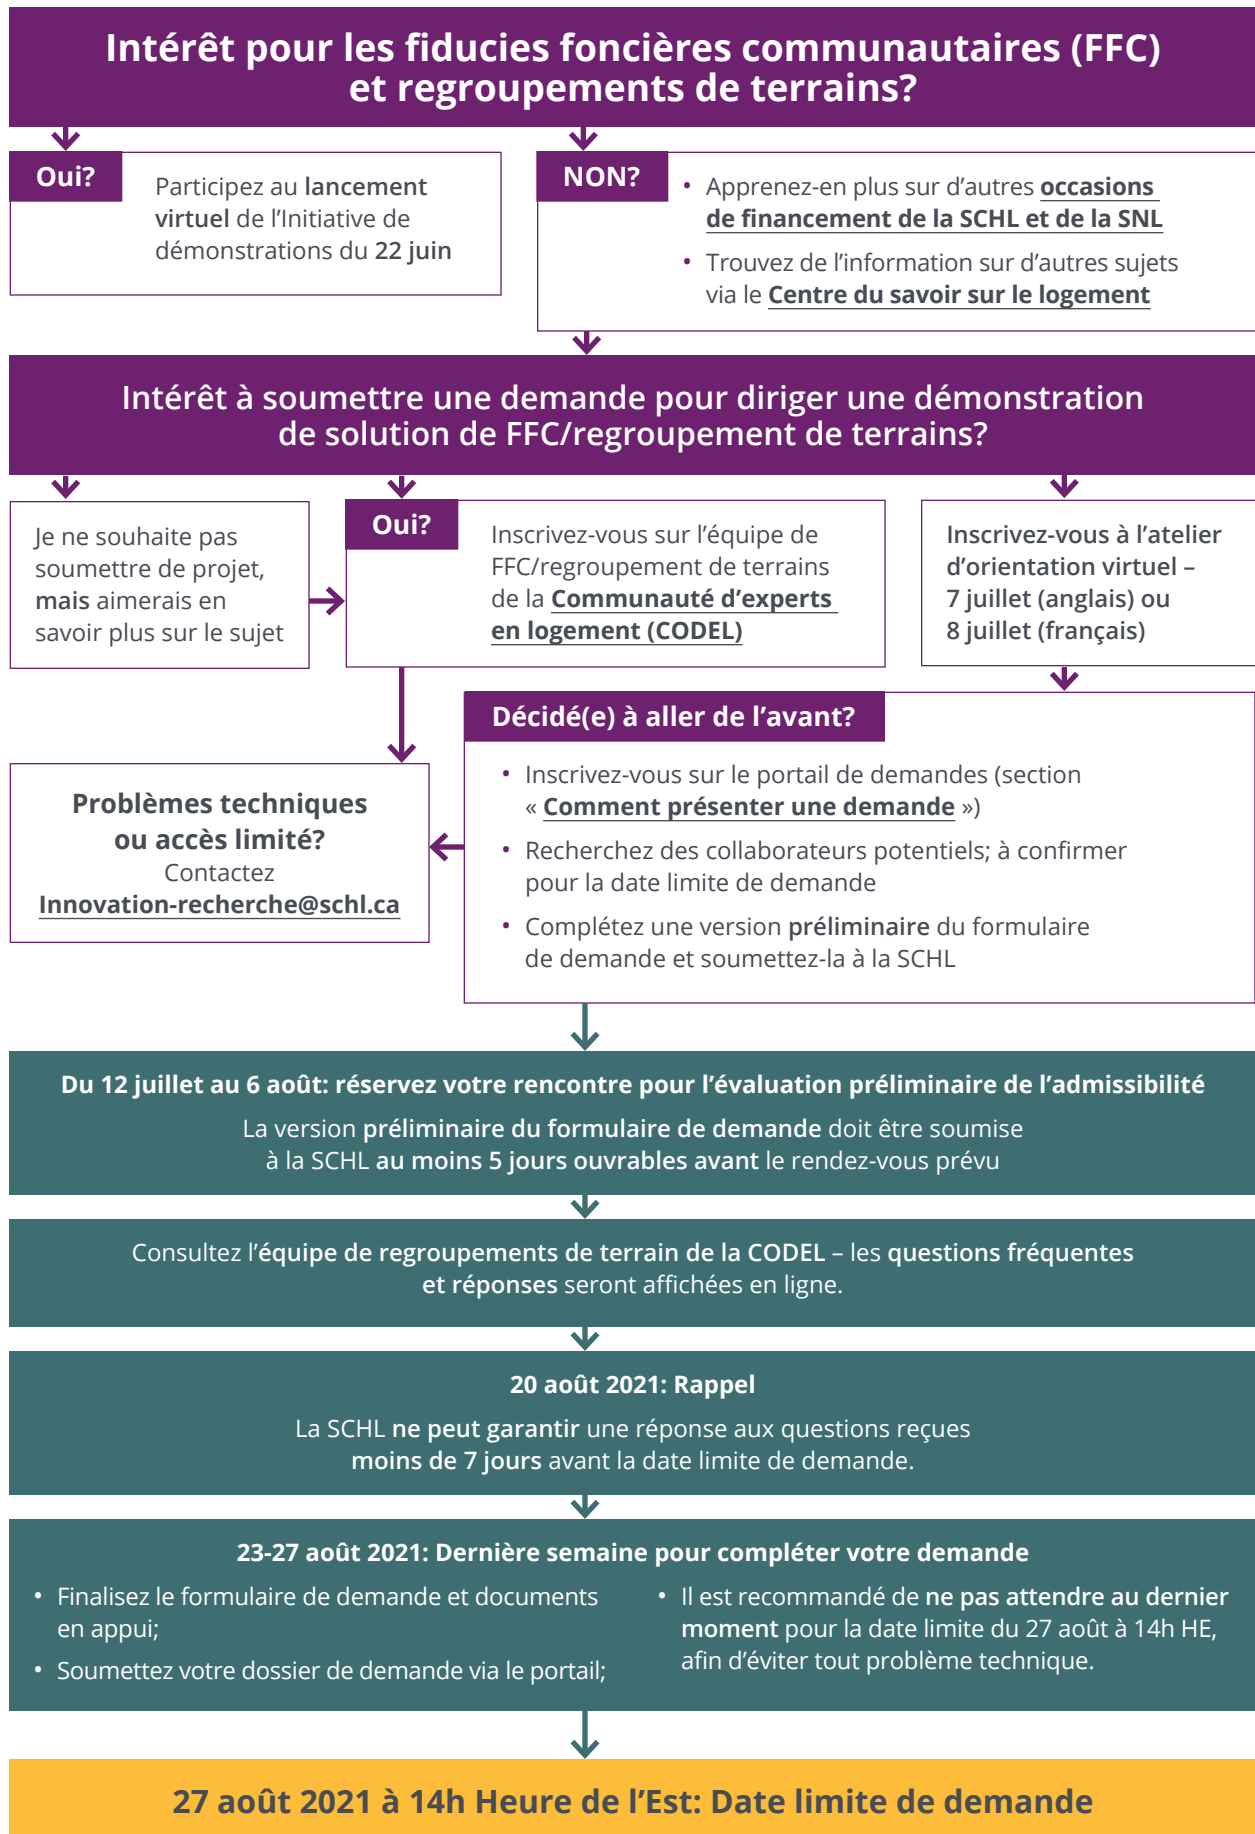 Intérêt pour les fiducies foncières communautaires (FFC)
et regroupements de terrains?
Oui?
Participez au lancement
virtuel de l’Initiative de
démonstrations du 22 juin
NON?
• Apprenez-en plus sur d’autres occasions
de financement de la SCHL et de la SNL
• Trouvez de l’information sur d’autres sujets
via le Centre du savoir sur le logement
Intérêt à soumettre une demande pour diriger une démonstration
de solution de FFC/regroupement de terrains?
Je ne souhaite pas
soumettre de projet,
mais aimerais en
savoir plus sur le sujet
Oui?
Inscrivez-vous sur l’équipe de
FFC/regroupement de terrains
de la Communauté d’experts
en logement (CODEL)
Inscrivez-vous à l’atelier
d’orientation virtuel –
7 juillet (anglais) ou
8 juillet (français)
Décidé(e) à aller de l’avant?
• Inscrivez-vous sur le portail de demandes (section
« Comment présenter une demande »)
• Recherchez des collaborateurs potentiels; à confirmer
pour la date limite de demande
• Complétez une version préliminaire du formulaire
de demande et soumettez-la à la SCHL
Problèmes techniques
ou accès limité?
Contactez
Innovation-recherche@schl.ca
Du 12 juillet au 6 août: réservez votre rencontre pour l’évaluation préliminaire de l’admissibilité
La version préliminaire du formulaire de demande doit être soumise
à la SCHL au moins 5 jours ouvrables avant le rendez-vous prévu
Consultez l’équipe de regroupements de terrain de la CODEL – les questions fréquentes
et réponses seront affichées en ligne.
20 août 2021: Rappel
La SCHL ne peut garantir une réponse aux questions reçues
moins de 7 jours avant la date limite de demande.
23-27 août 2021: Dernière semaine pour compléter votre demande
• Finalisez le formulaire de demande et documents
en appui;
• Soumettez votre dossier de demande via le portail;
• Il est recommandé de ne pas attendre au dernier
moment pour la date limite du 27 août à 14h HE,
afin d’éviter tout problème technique.
27 août 2021 à 14h Heure de l’Est: Date limite de demande